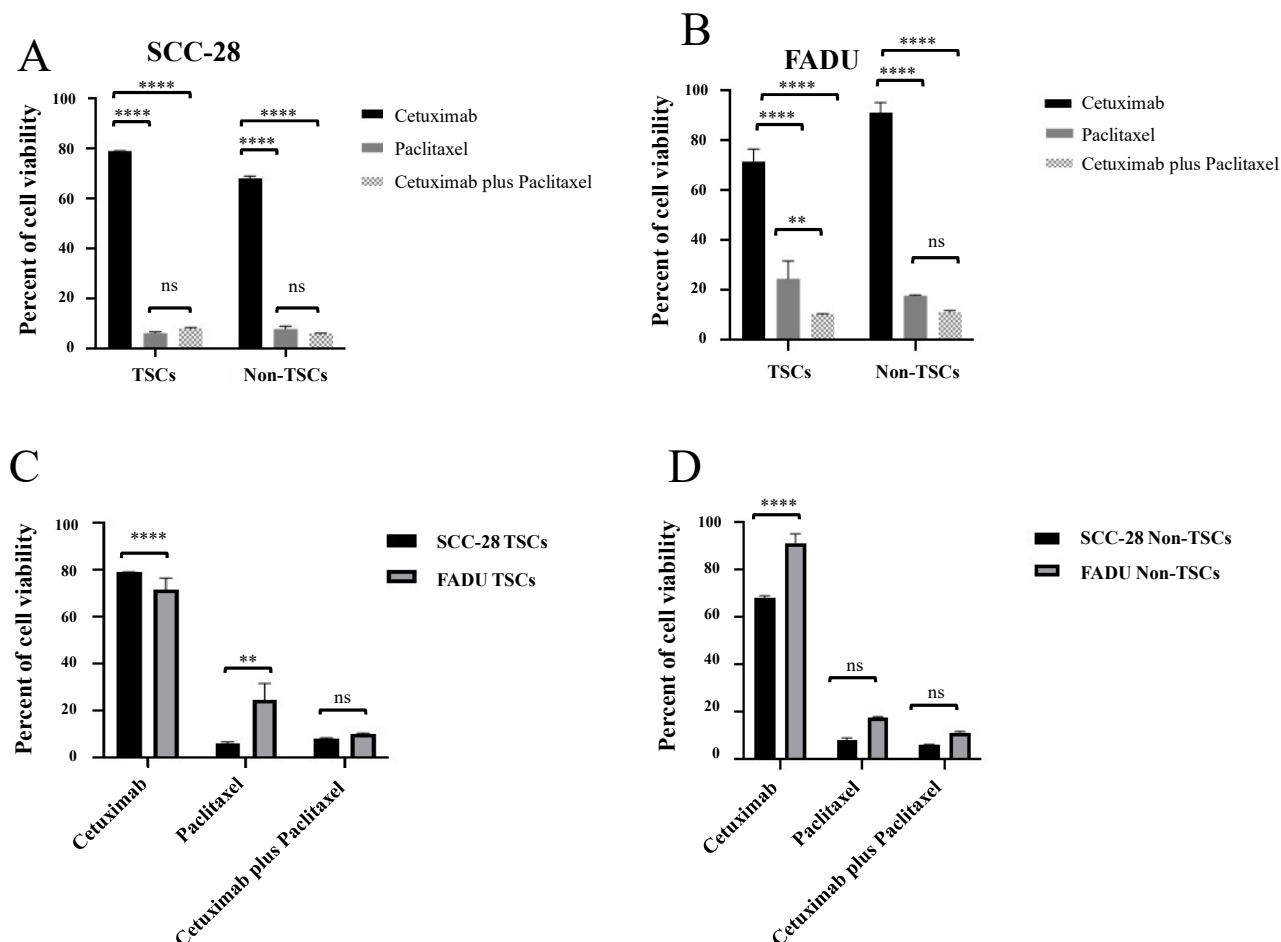 A
SCC-28
Percent of cell viability
100
80
60
40
20
0
****
****
ns
****
****
ns
TSCs
Non-TSCs
Cetuximab
Paclitaxel
Cetuximab plus Paclitaxel
B
FADU
Percent of cell viability
100
80
60
40
20
0
****
****
**
****
****
ns
TSCs
Non-TSCs
Cetuximab
Paclitaxel
Cetuximab plus Paclitaxel
C
Percent of cell viability
100
80
60
40
20
0
****
**
ns
Cetuximab
Paclitaxel
Cetuximab plus Paclitaxel
SCC-28 TSCs
FADU TSCs
D
Percent of cell viability
100
80
60
40
20
0
****
ns
ns
Cetuximab
Paclitaxel
Cetuximab plus Paclitaxel
SCC-28 Non-TSCs
FADU Non-TSCs